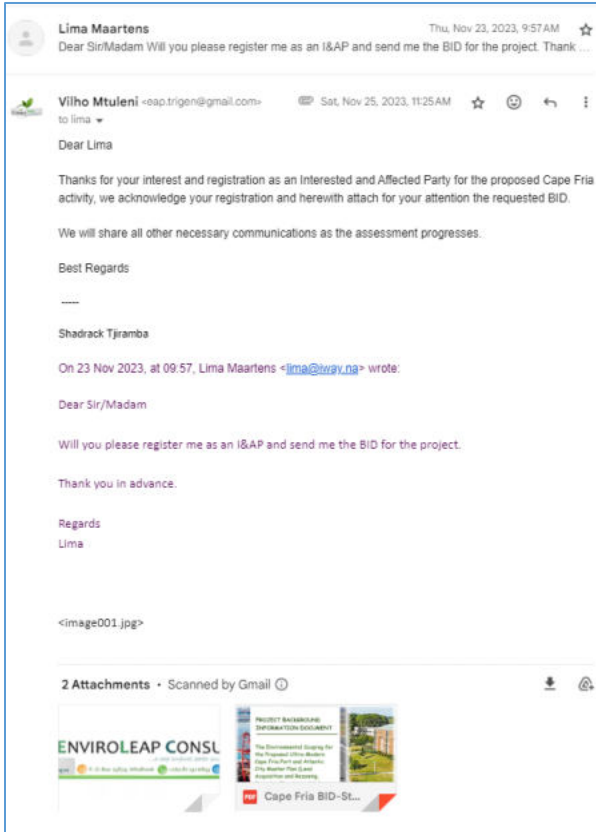 Lima Maartens
Thu, Nov 23, 2023, 9:57 AM
Dear Sir/Madam Will you please register me as an I&AP and send me the BID for the project. Thank ...
Vilho Mtuleni <eap.trigen@gmail.com>
Sat, Nov 25, 2023, 11:25 AM
to lima
Dear Lima
Thanks for your interest and registration as an Interested and Affected Party for the proposed Cape Fria
activity, we acknowledge your registration and herewith attach for your attention the requested BID.
We will share all other necessary communications as the assessment progresses.
Best Regards
-----
Shadrack Tjiramba
On 23 Nov 2023, at 09:57, Lima Maartens <lima@iway.na> wrote:
Dear Sir/Madam
Will you please register me as an I&AP and send me the BID for the project.
Thank you in advance.
Regards
Lima
<image001.jpg>
2 Attachments • Scanned by Gmail
ENVIROLEAP CONSU
PROJECT BACKGROUND
INFORMATION DOCUMENT
The Environmental Scoping for
the Proposed Ultra-Modern
Cape Fria Port and Atlantic
City Master Plan (Land
Acquisition and Rezoning
PDF
Cape Fria BID-St...